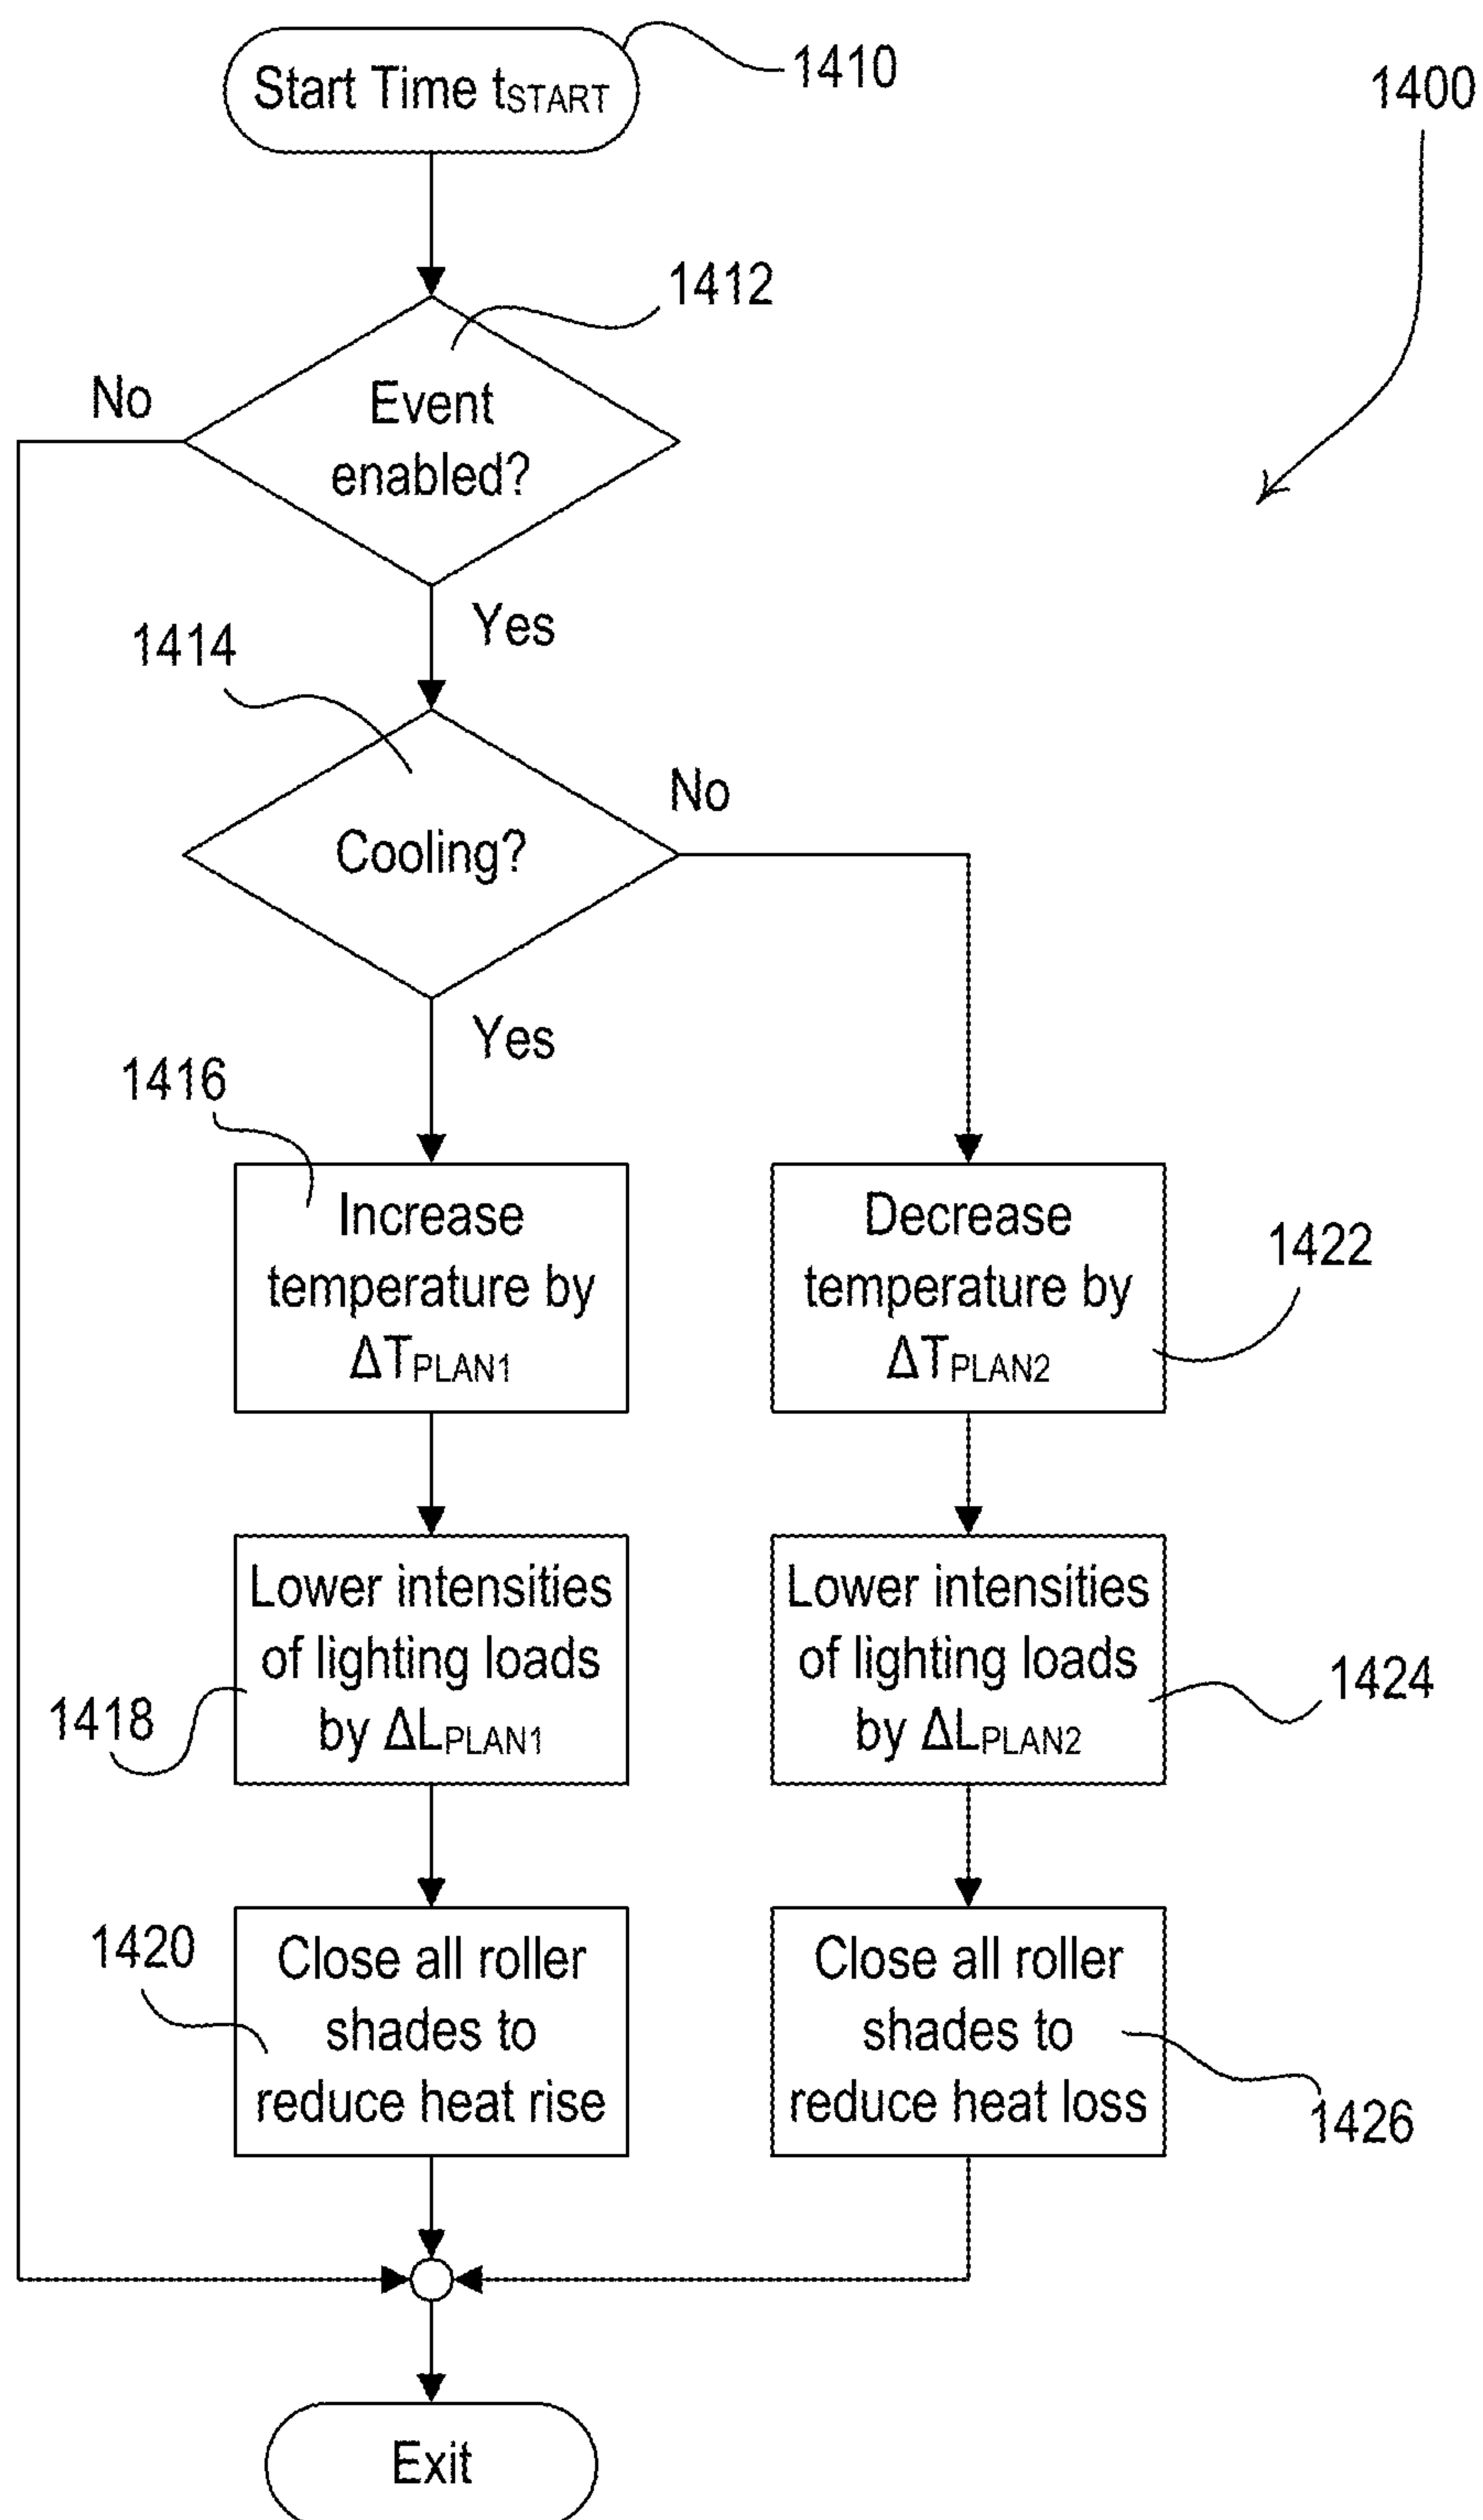 Start Time tSTART
1410
1400
1412
No
Event
enabled?
Yes
1414
No
Cooling?
Yes
1416
Increase
temperature by
ΔTPLAN1
Decrease
temperature by
ΔTPLAN2
1422
Lower intensities
of lighting loads
by ΔLPLAN1
1418
Lower intensities
of lighting loads
by ΔLPLAN2
1424
1420
Close all roller
shades to
reduce heat rise
Close all roller
shades to
reduce heat loss
1426
Exit